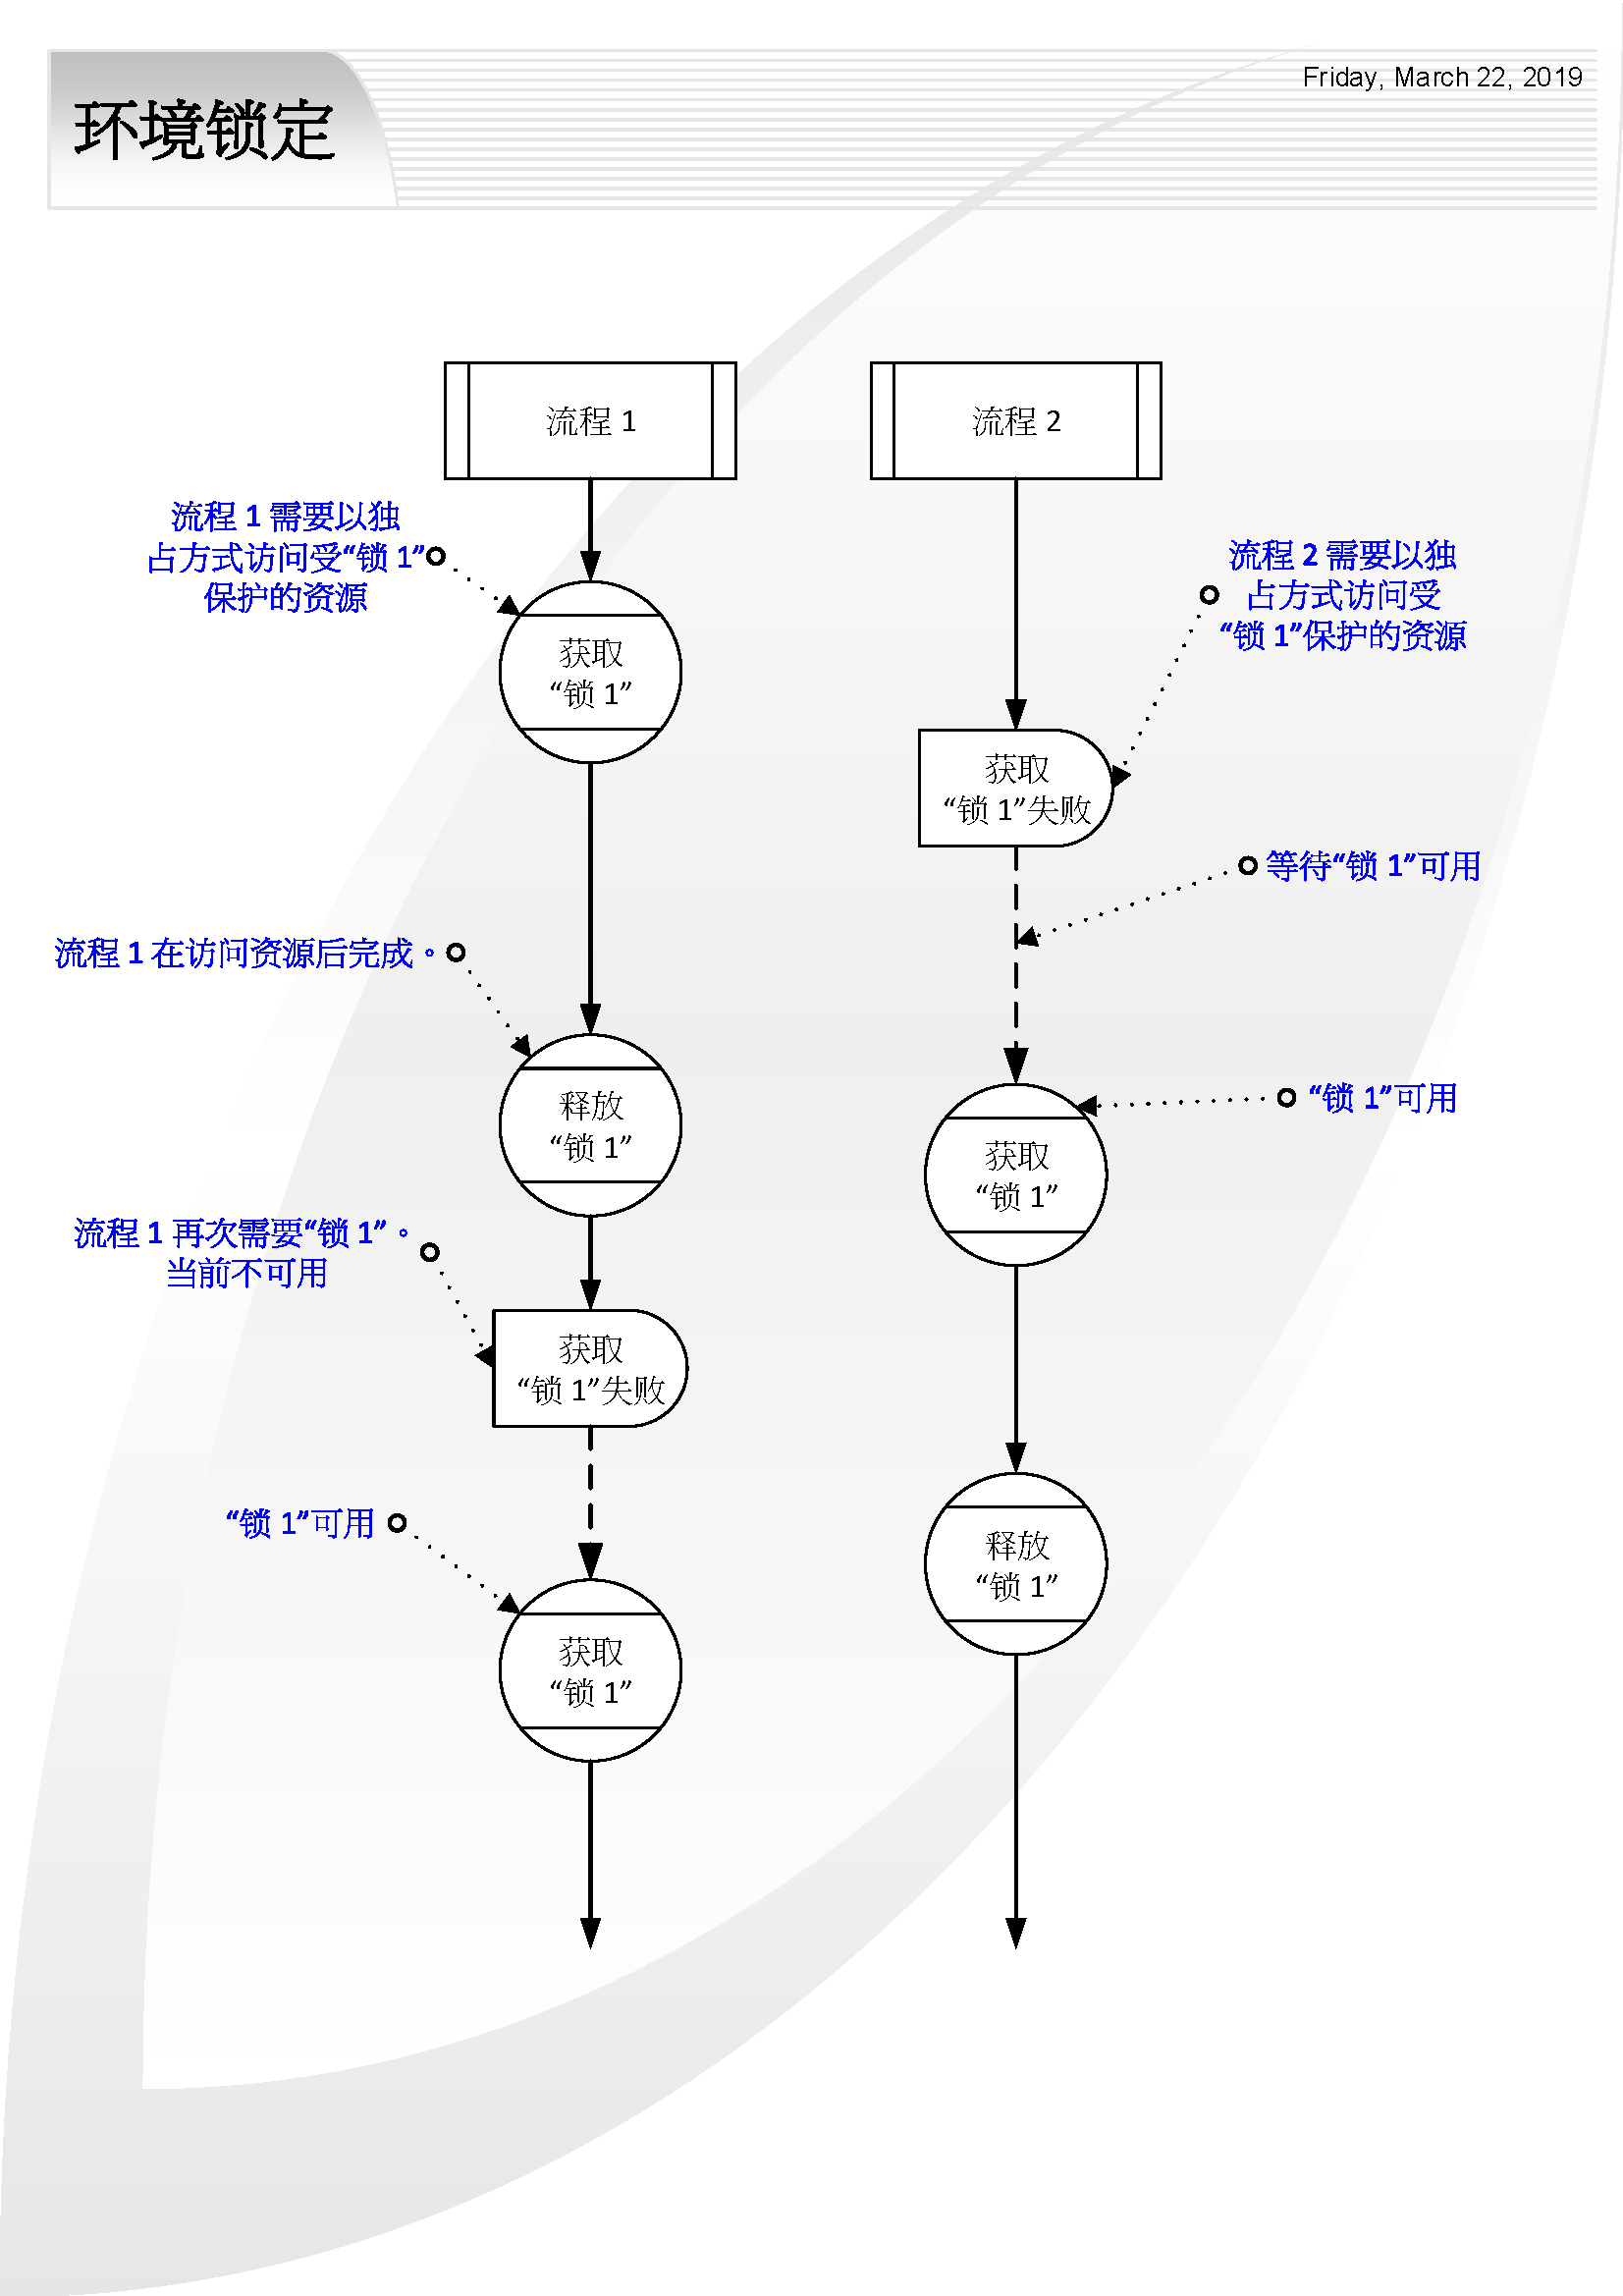 Friday, March 22, 2019
环境锁定
流程 1
流程 2
流程 1 需要以独
占方式访问受“锁 1”
保护的资源
流程 2 需要以独
占方式访问受
“锁 1”保护的资源
获取
“锁 1”
获取
“锁 1”失败
等待“锁 1”可用
流程 1 在访问资源后完成。
释放
“锁 1”
“锁 1”可用
获取
“锁 1”
流程 1 再次需要“锁 1”。
当前不可用
获取
“锁 1”失败
“锁 1”可用
释放
“锁 1”
获取
“锁 1”